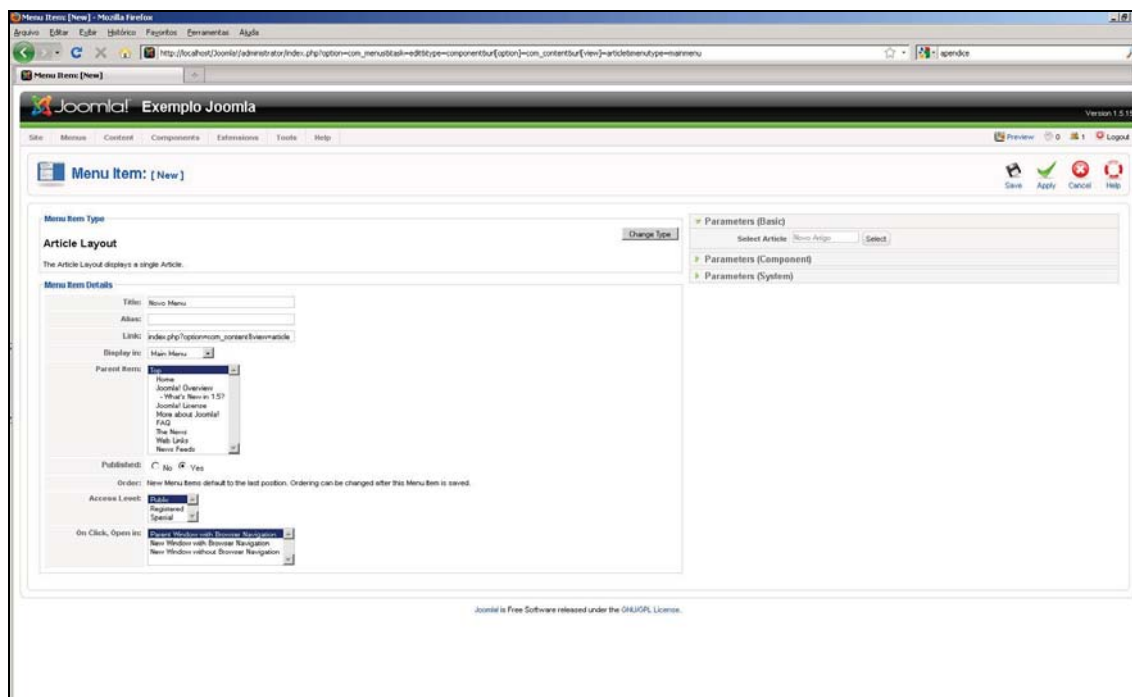 Menu Item: [New] - Mozilla Firefox
Arquivo Editar Exibir Histórico Favoritos Ferramentas Ajuda
Menu Item: [New]
Joomla! Exemplo Joomla
Version 1.5.15
Site Menus Content Components Extensions Tools Help
Preview 0 1 Logout
Menu Item: [ New ]
Save Apply Cancel Help
Menu Item Type
Change Type
Article Layout
The Article Layout displays a single Article.
Parameters (Basic)
Select Article Novo Artigo Select
Parameters (Component)
Parameters (System)
Menu Item Details
Title: Novo Menu
Alias:
Link: index.php?option=com_content&view=article
Display in: Main Menu
Parent Item: Top
Home
Joomla! Overview
- What's New in 1.5?
Joomla! License
More about Joomla!
FAQ
The News
Web Links
News Feeds
Published: No Yes
Order: New Menu Items default to the last position. Ordering can be changed after this Menu Item is saved.
Access Level: Public
Registered
Special
On Click, Open in: Parent Window with Browser Navigation
New Window with Browser Navigation
New Window without Browser Navigation
Joomla! is Free Software released under the GNU/GPL License.